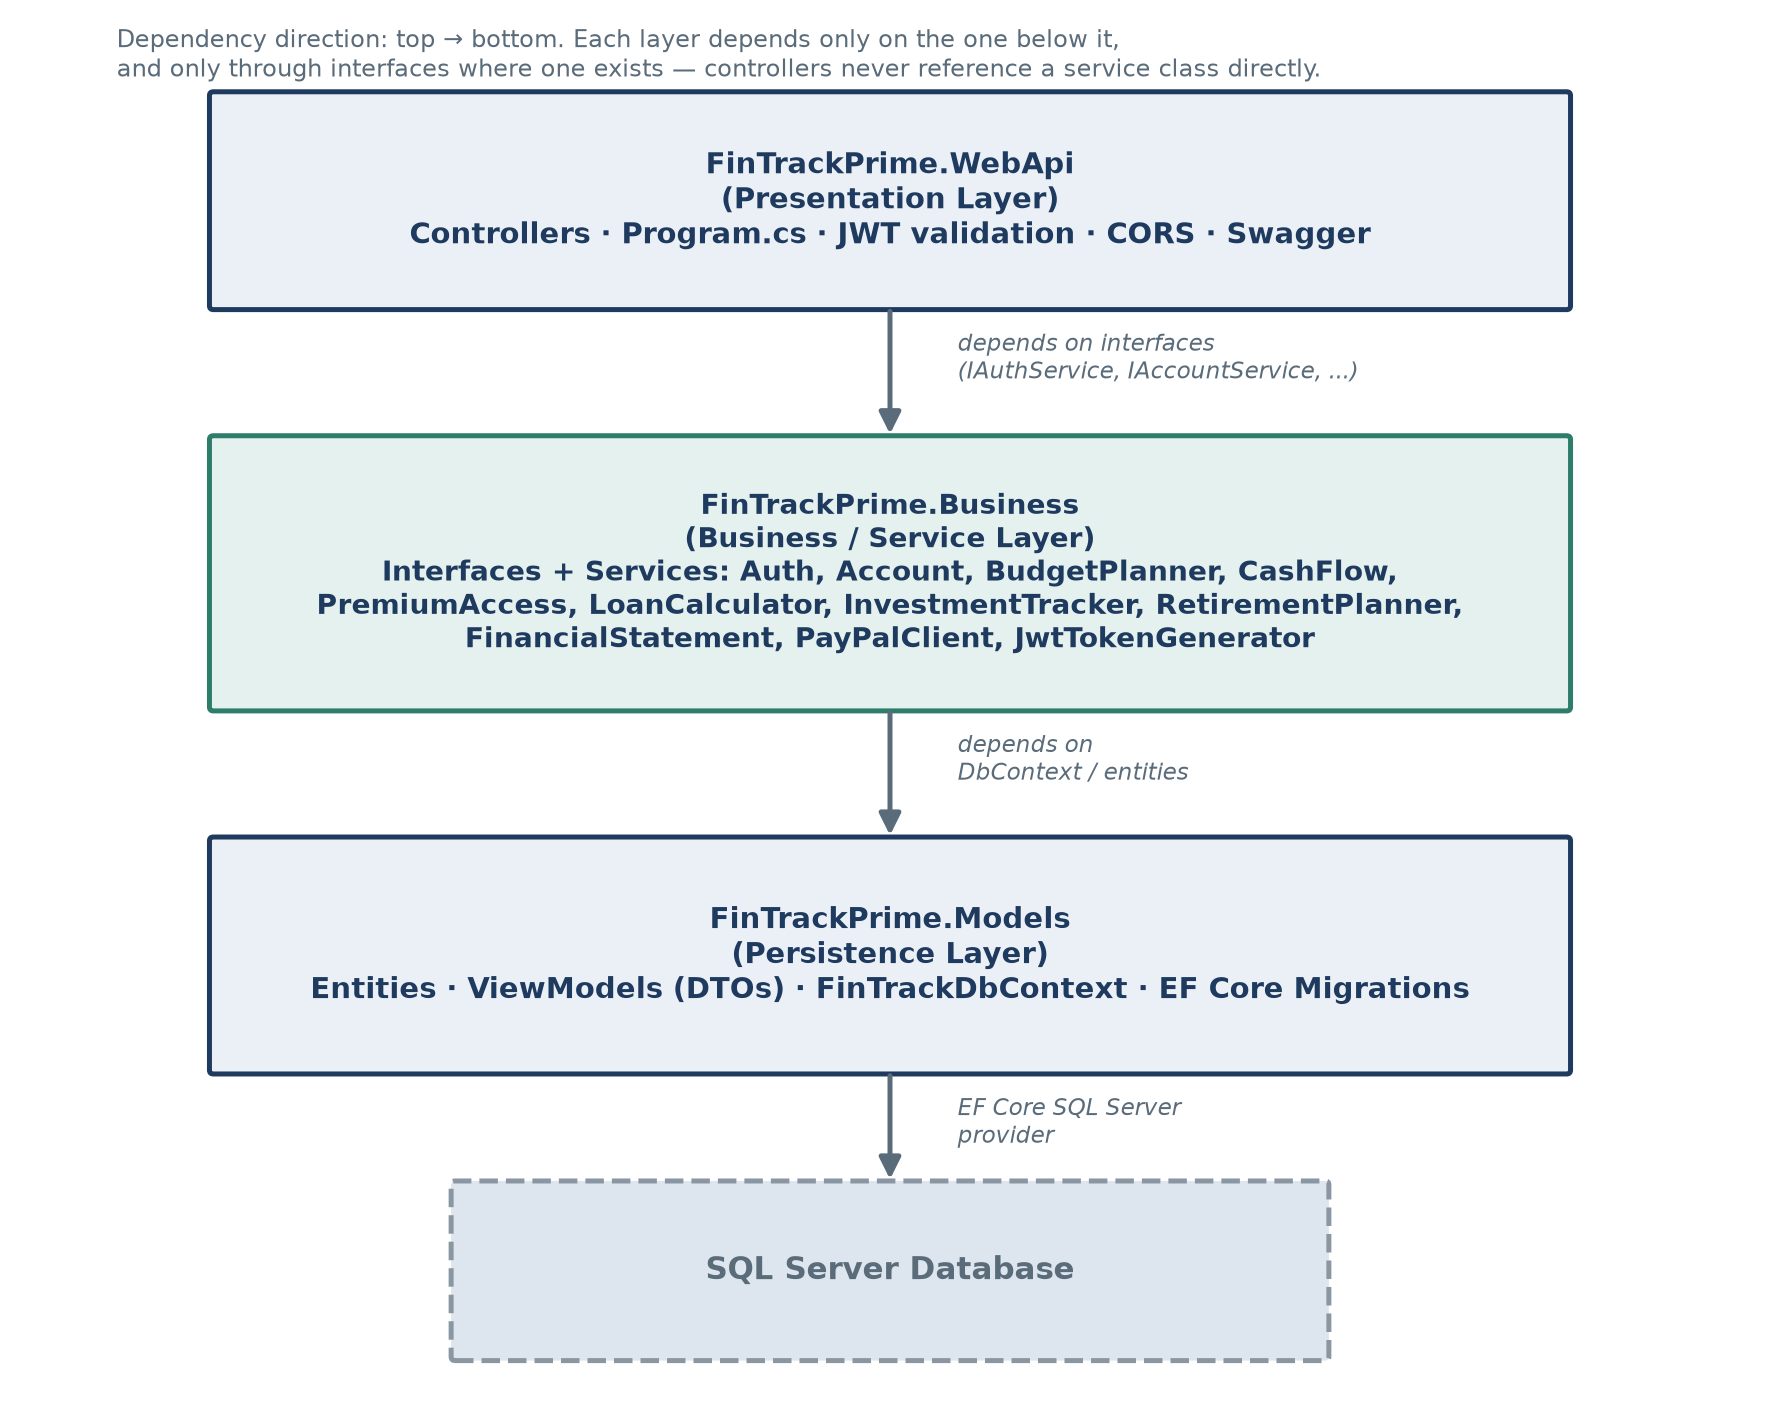 Dependency direction: top → bottom. Each layer depends only on the one below it,
and only through interfaces where one exists — controllers never reference a service class directly.
FinTrackPrime.WebApi
(Presentation Layer)
Controllers · Program.cs · JWT validation · CORS · Swagger
depends on interfaces
(IAuthService, IAccountService, ...)
FinTrackPrime.Business
(Business / Service Layer)
Interfaces + Services: Auth, Account, BudgetPlanner, CashFlow,
PremiumAccess, LoanCalculator, InvestmentTracker, RetirementPlanner,
FinancialStatement, PayPalClient, JwtTokenGenerator
depends on
DbContext / entities
FinTrackPrime.Models
(Persistence Layer)
Entities · ViewModels (DTOs) · FinTrackDbContext · EF Core Migrations
EF Core SQL Server
provider
SQL Server Database